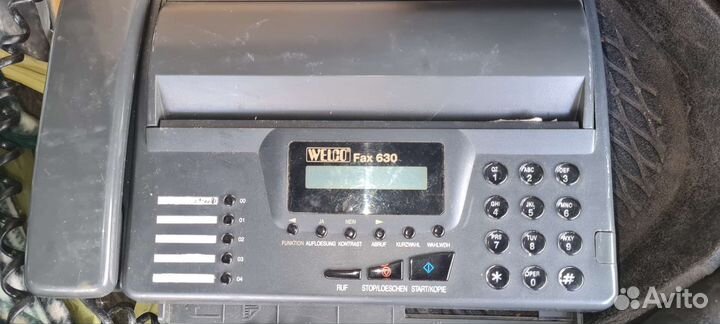 WELCO Fax 630
00
01
02
03
04
JA NEIN
FUNKTION AUFLOESUNG KONTRAST ABRUF KURZWAHL WAHLWDH
RUF STOP/LOESCHEN START/KOPIE
QZ 1 ABC 2 DEF 3
GHI 4 JKL 5 MNO 6
PRS 7 TUV 8 WXY 9
* OPER 0 #
Avito